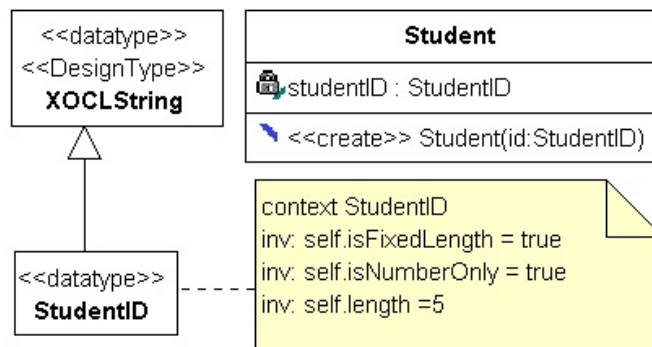 <<datatype>>
<<DesignType>>
XOCLString
Student
studentID : StudentID
<<create>> Student(id:StudentID)
<<datatype>>
StudentID
context StudentID
inv: self.isFixedLength = true
inv: self.isNumberOnly = true
inv: self.length =5